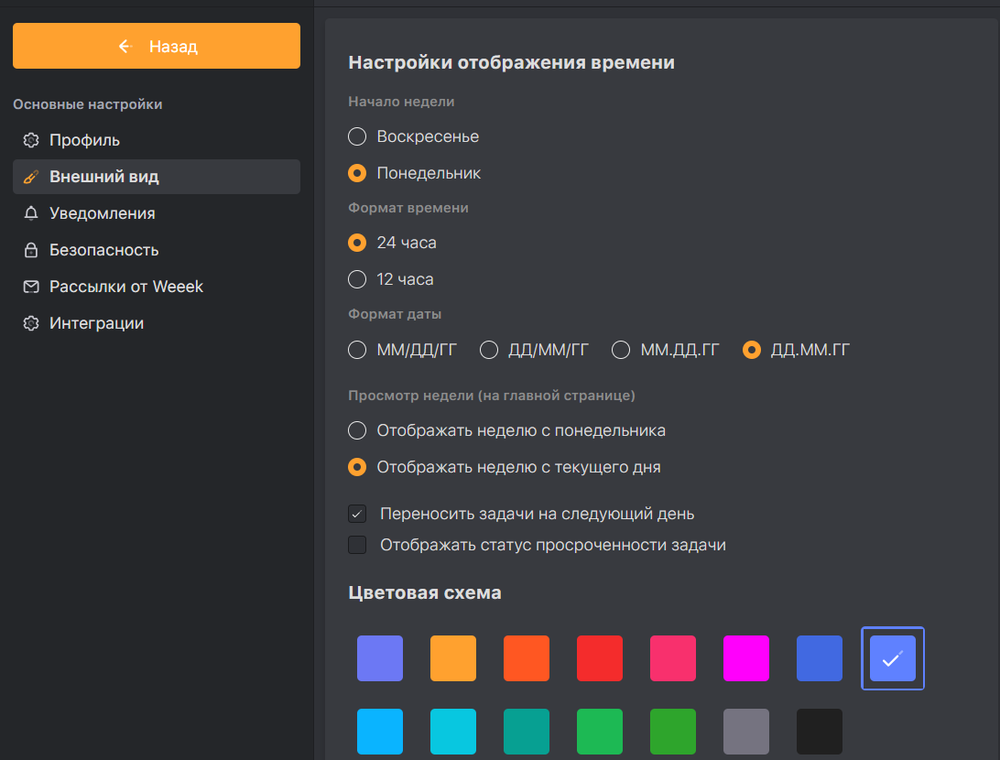 Назад
Основные настройки
Профиль
Внешний вид
Уведомления
Безопасность
Рассылки от Weeek
Интеграции
Настройки отображения времени
Начало недели
Воскресенье
Понедельник
Формат времени
24 часа
12 часа
Формат даты
ММ/ДД/ГГ ДД/ММ/ГГ ММ.ДД.ГГ ДД.ММ.ГГ
Просмотр недели (на главной странице)
Отображать неделю с понедельника
Отображать неделю с текущего дня
Переносить задачи на следующий день
Отображать статус просроченности задачи
Цветовая схема